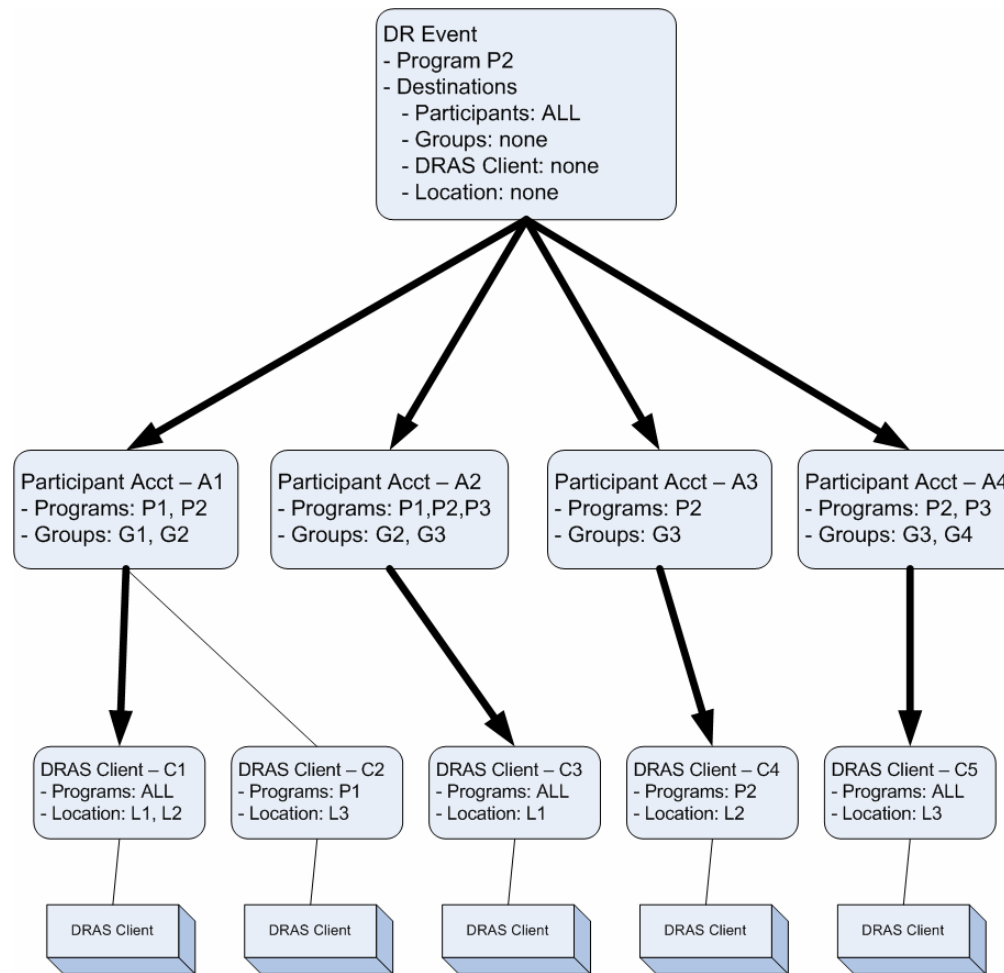 DR Event
- Program P2
- Destinations
- Participants: ALL
- Groups: none
- DRAS Client: none
- Location: none
Participant Acct – A1
- Programs: P1, P2
- Groups: G1, G2
Participant Acct – A2
- Programs: P1,P2,P3
- Groups: G2, G3
Participant Acct – A3
- Programs: P2
- Groups: G3
Participant Acct – A4
- Programs: P2, P3
- Groups: G3, G4
DRAS Client – C1
- Programs: ALL
- Location: L1, L2
DRAS Client – C2
- Programs: P1
- Location: L3
DRAS Client – C3
- Programs: ALL
- Location: L1
DRAS Client – C4
- Programs: P2
- Location: L2
DRAS Client – C5
- Programs: ALL
- Location: L3
DRAS Client
DRAS Client
DRAS Client
DRAS Client
DRAS Client